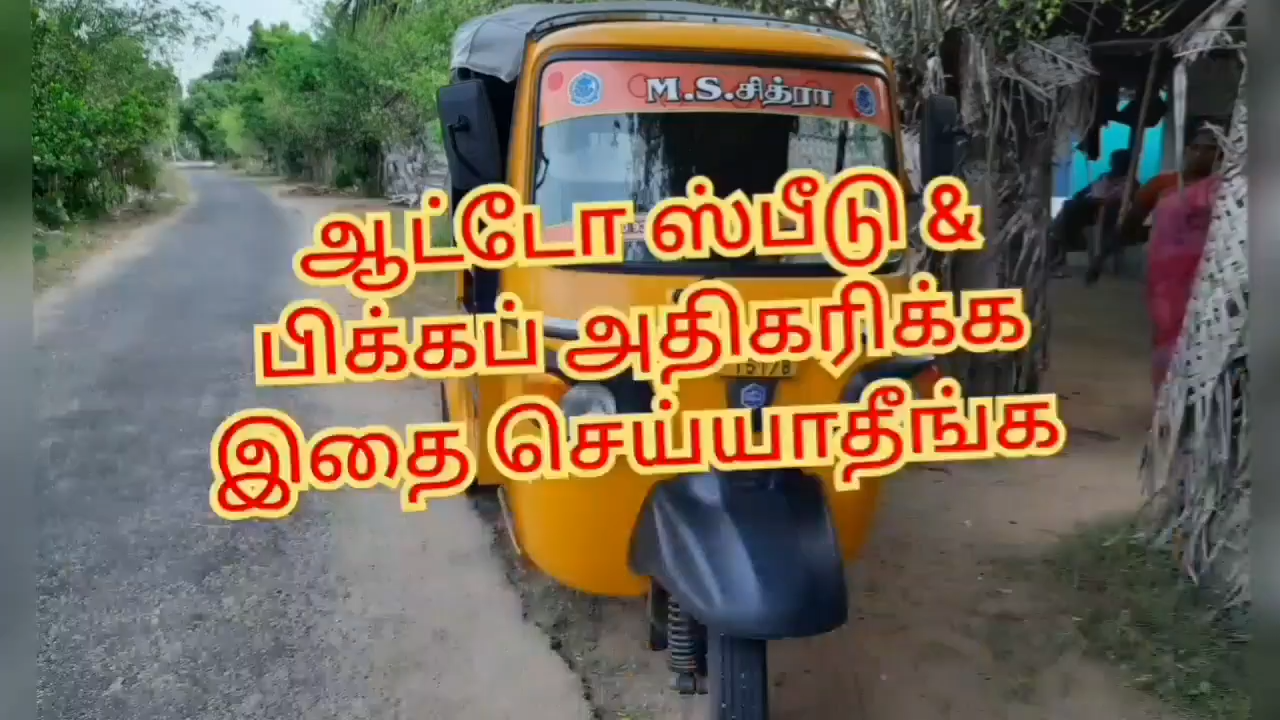 M.S.சித்ரா
ஆட்டோ ஸ்பீடு &
பிக்கப் அதிகரிக்க
இதை செய்யாதீங்க